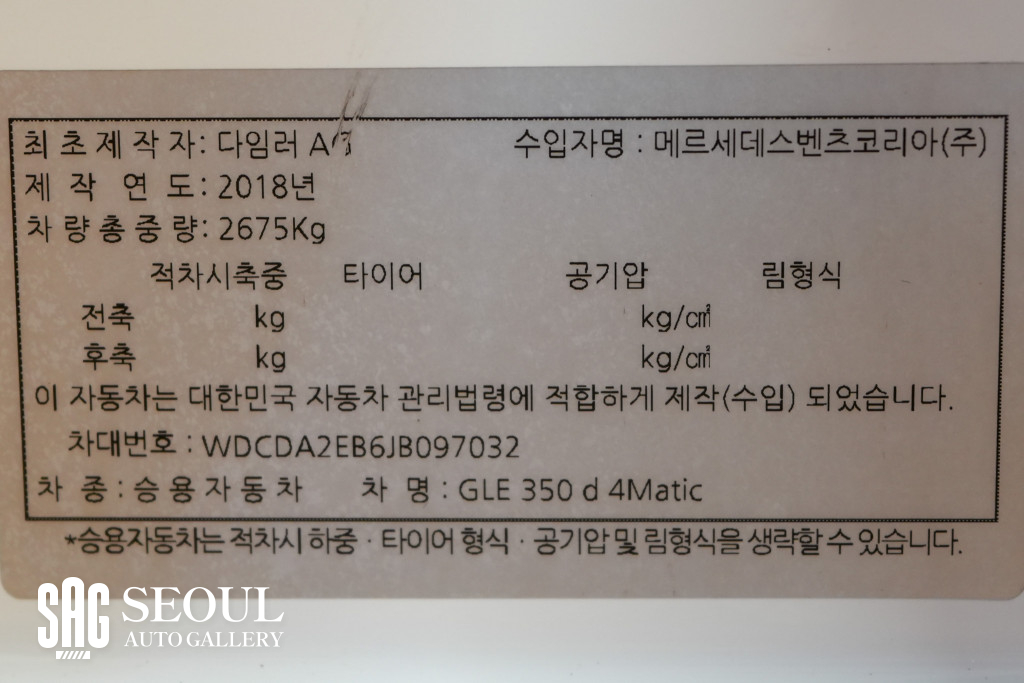 최초제작자: 다임러 AG 수입자명 : 메르세데스벤츠코리아(주)
제 작 연 도: 2018년
차량총중량: 2675Kg
적차시축중 타이어 공기압 림형식
전축 kg kg/㎠
후축 kg kg/㎠
이 자동차는 대한민국 자동차 관리법령에 적합하게 제작(수입) 되었습니다.
차대번호 : WDCDA2EB6JB097032
차 종 : 승용자동차 차 명 : GLE 350 d 4Matic
*승용자동차는 적차시 하중 · 타이어 형식 · 공기압 및 림형식을 생략할 수 있습니다.
SAG SEOUL
AUTO GALLERY